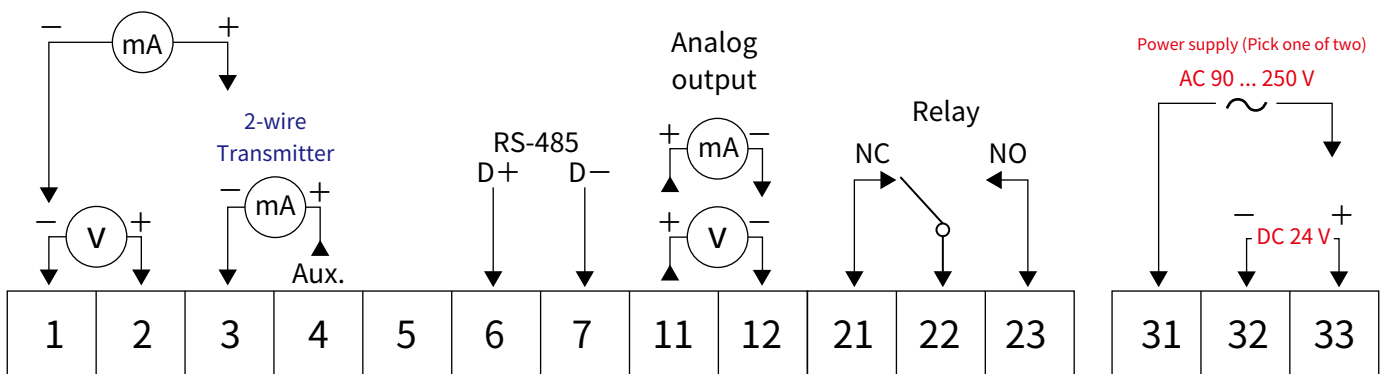 − mA +
2-wire
Transmitter
− mA +
Aux.
− V +
RS-485
D+ D−
Analog
output
+ mA −
+ V −
Relay
NC NO
Power supply (Pick one of two)
AC 90 ... 250 V
− +
DC 24 V
1 2 3 4 5 6 7 11 12 21 22 23 31 32 33